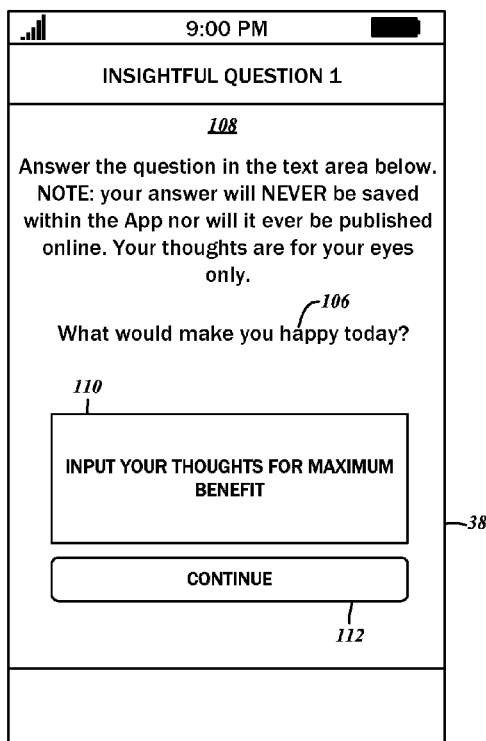 9:00 PM
INSIGHTFUL QUESTION 1
108
Answer the question in the text area below.
NOTE: your answer will NEVER be saved
within the App nor will it ever be published
online. Your thoughts are for your eyes
only.
106
What would make you happy today?
110
INPUT YOUR THOUGHTS FOR MAXIMUM
BENEFIT
38
CONTINUE
112